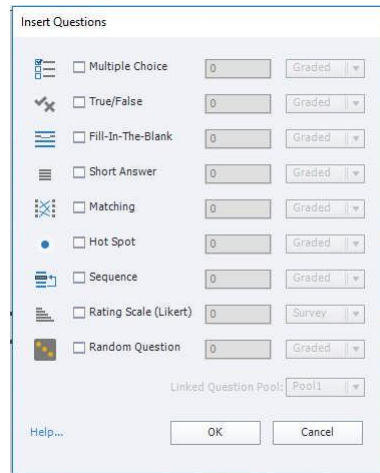 Insert Questions
Multiple Choice 0 Graded
True/False 0 Graded
Fill-In-The-Blank 0 Graded
Short Answer 0 Graded
Matching 0 Graded
Hot Spot 0 Graded
Sequence 0 Graded
Rating Scale (Likert) 0 Survey
Random Question 0 Graded
Linked Question Pool: Pool1
Help... OK Cancel